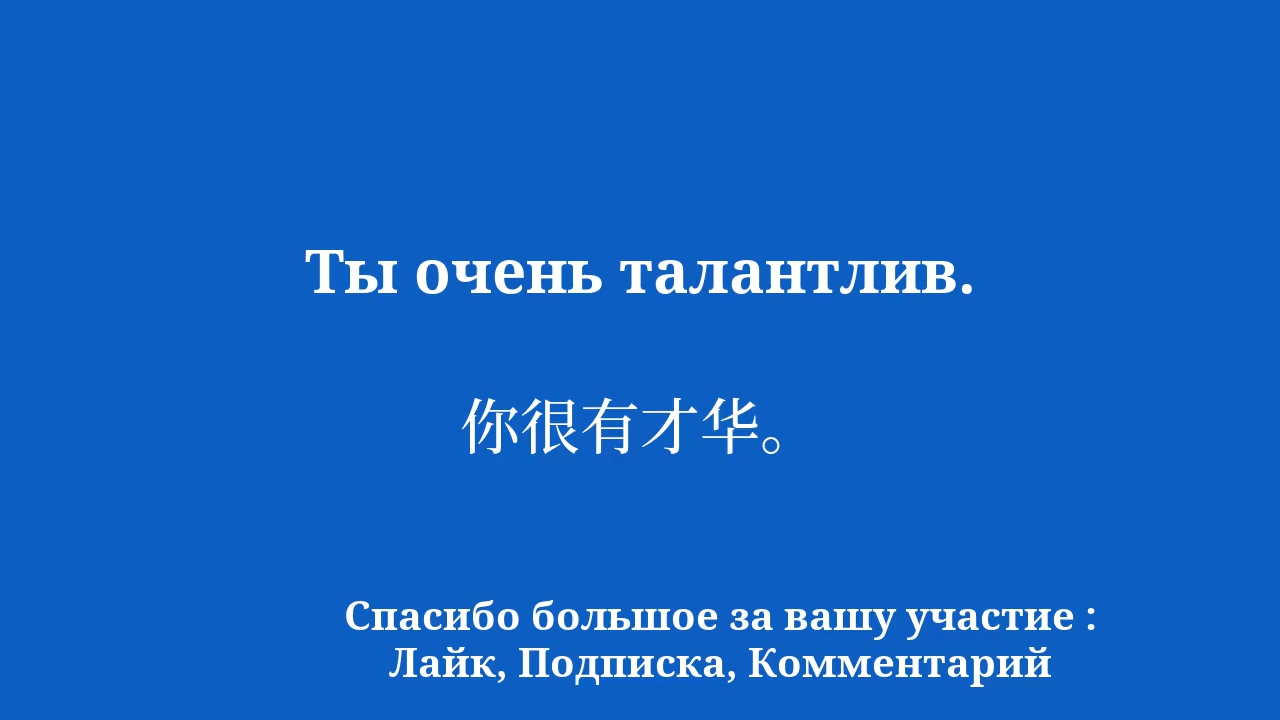 Ты очень талантлив.
你很有才华。
Спасибо большое за вашу участие :
Лайк, Подписка, Комментарий